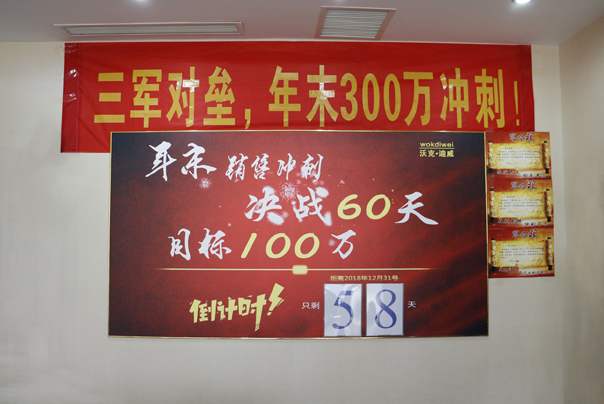 三军对垒，年末300万冲刺！
wokdiwei
沃克·迪威
年末销售冲刺
决战60天
目标100万
距离2018年12月31号
倒计时！只剩58天